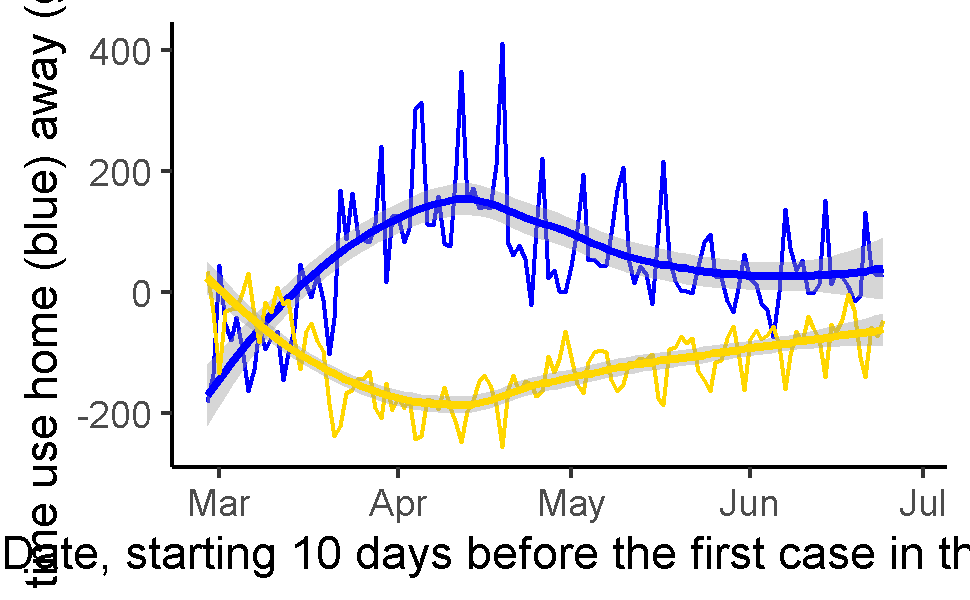 time use home (blue) away (
400
200
0
-200
Mar Apr May Jun Jul
Date, starting 10 days before the first case in th